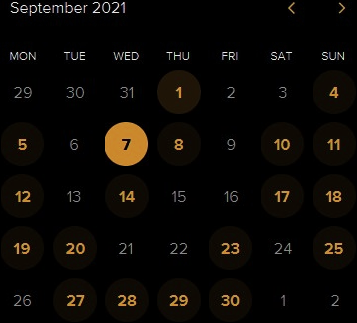 September 2021
MON TUE WED THU FRI SAT SUN
29 30 31 1 2 3 4
5 6 7 8 9 10 11
12 13 14 15 16 17 18
19 20 21 22 23 24 25
26 27 28 29 30 1 2